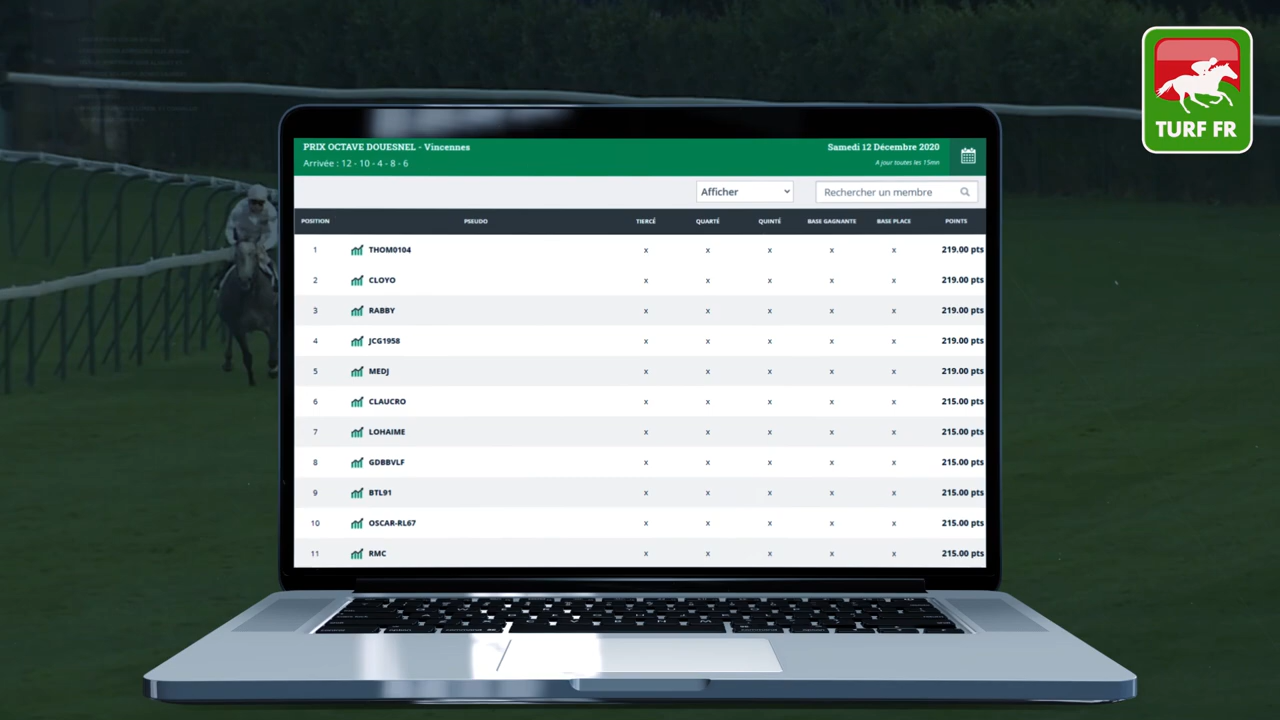 TURF FR
PRIX OCTAVE DOUESNEL - Vincennes
Samedi 12 Décembre 2020
Arrivée : 12 - 10 - 4 - 8 - 6
A jour toutes les 15mn
Afficher
Rechercher un membre
POSITION PSEUDO TIERCÉ QUARTÉ QUINTÉ BASE GAGNANTE BASE PLACE POINTS
1 THOM0104 x x x x x 219.00 pts
2 CLOYO x x x x x 219.00 pts
3 RABBY x x x x x 219.00 pts
4 JCG1958 x x x x x 219.00 pts
5 MEDJ x x x x x 219.00 pts
6 CLAUCRO x x x x x 215.00 pts
7 LOHAIME x x x x x 215.00 pts
8 GDBBVLF x x x x x 215.00 pts
9 BTL91 x x x x x 215.00 pts
10 OSCAR-RL67 x x x x x 215.00 pts
11 RMC x x x x x 215.00 pts